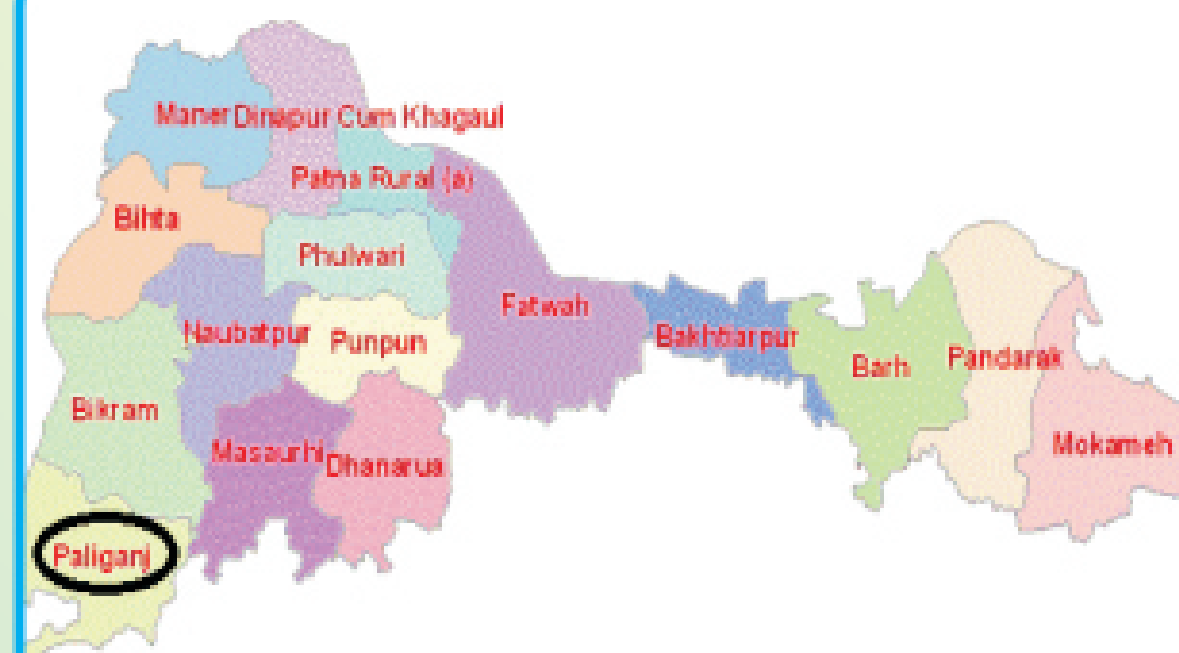 Maner
Dinapur Cum Khagaul
Patna Rural (a)
Bihta
Phulwari
Fatwah
Naubatpur
Punpun
Bakhtiarpur
Barh
Pandarak
Bikram
Masaurhi
Dhanarua
Mokameh
Paliganj